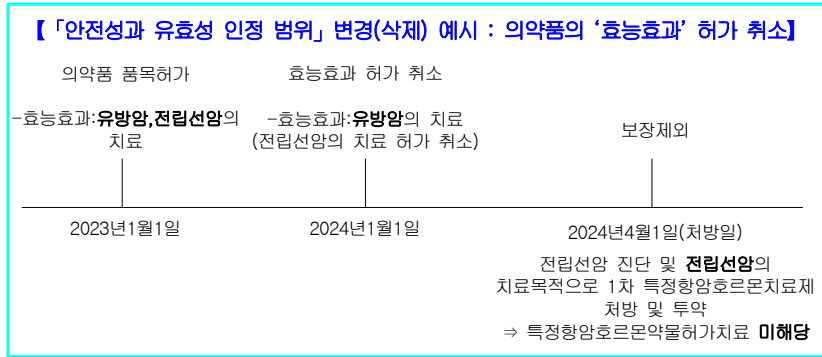 【「안전성과 유효성 인정 범위」 변경(삭제) 예시 : 의약품의 ‘효능효과’ 허가 취소】
의약품 품목허가
-효능효과:유방암,전립선암의
치료
효능효과 허가 취소
-효능효과:유방암의 치료
(전립선암의 치료 허가 취소)
보장제외
2023년1월1일
2024년1월1일
2024년4월1일(처방일)
전립선암 진단 및 전립선암의
치료목적으로 1차 특정항암호르몬치료제
처방 및 투약
⇒ 특정항암호르몬약물허가치료 미해당